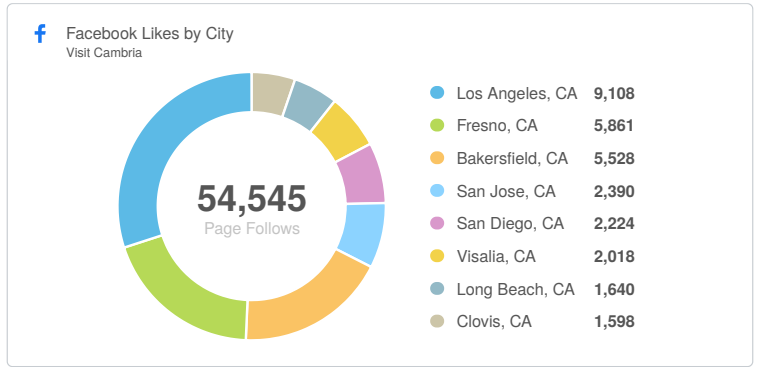 Facebook Likes by City
Visit Cambria
54,545
Page Follows
Los Angeles, CA 9,108
Fresno, CA 5,861
Bakersfield, CA 5,528
San Jose, CA 2,390
San Diego, CA 2,224
Visalia, CA 2,018
Long Beach, CA 1,640
Clovis, CA 1,598